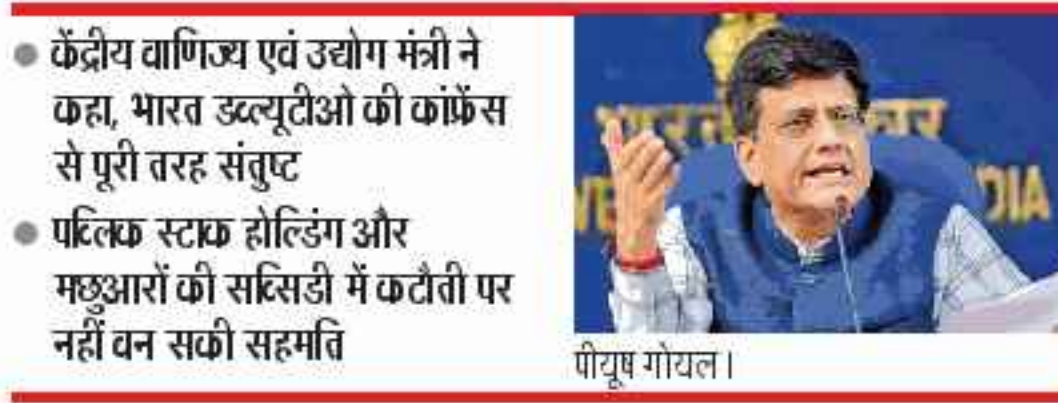 ● केंद्रीय वाणिज्य एवं उद्योग मंत्री ने
कहा, भारत डब्ल्यूटीओ की कांफ्रेंस
से पूरी तरह संतुष्ट
● पब्लिक स्टाक होल्डिंग और
मछुआरों की सब्सिडी में कटौती पर
नहीं बन सकी सहमति
पीयूष गोयल।